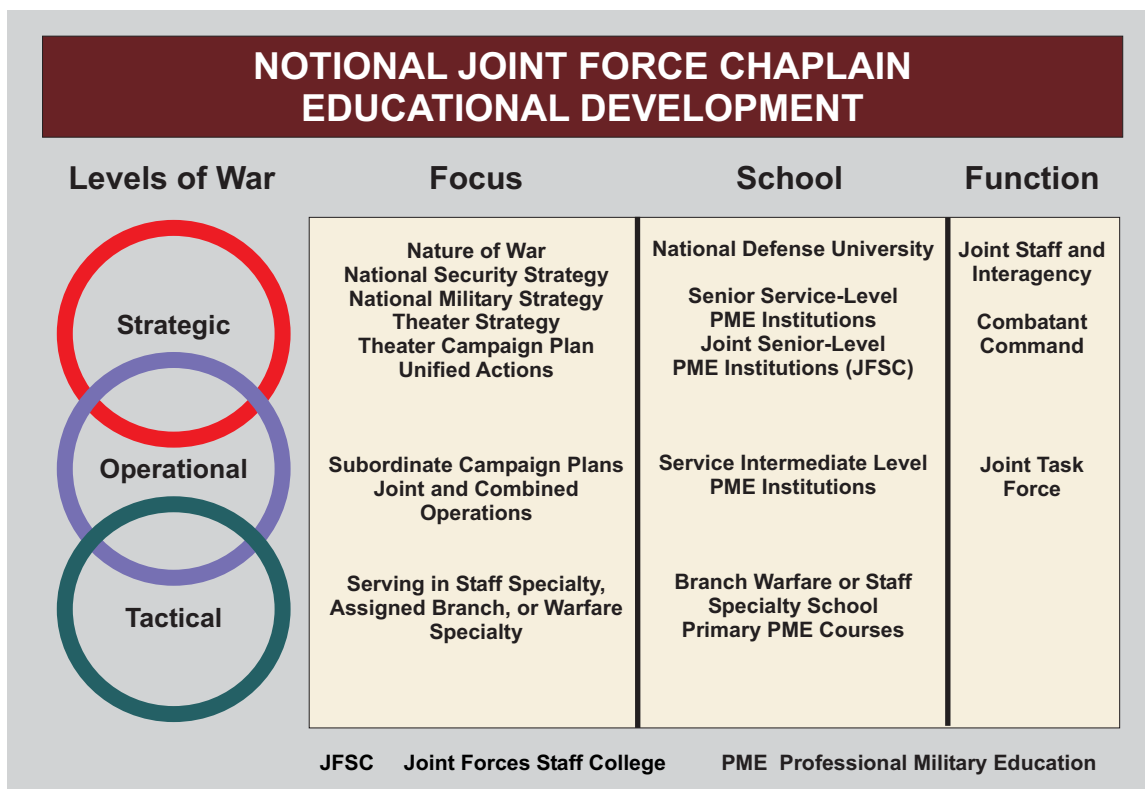 NOTIONAL JOINT FORCE CHAPLAIN
EDUCATIONAL DEVELOPMENT
Levels of War
Focus
School
Function
Strategic
Nature of War
National Security Strategy
National Military Strategy
Theater Strategy
Theater Campaign Plan
Unified Actions
National Defense University
Senior Service-Level
PME Institutions
Joint Senior-Level
PME Institutions (JFSC)
Joint Staff and
Interagency
Combatant
Command
Operational
Subordinate Campaign Plans
Joint and Combined
Operations
Service Intermediate Level
PME Institutions
Joint Task
Force
Tactical
Serving in Staff Specialty,
Assigned Branch, or Warfare
Specialty
Branch Warfare or Staff
Specialty School
Primary PME Courses
JFSC Joint Forces Staff College
PME Professional Military Education